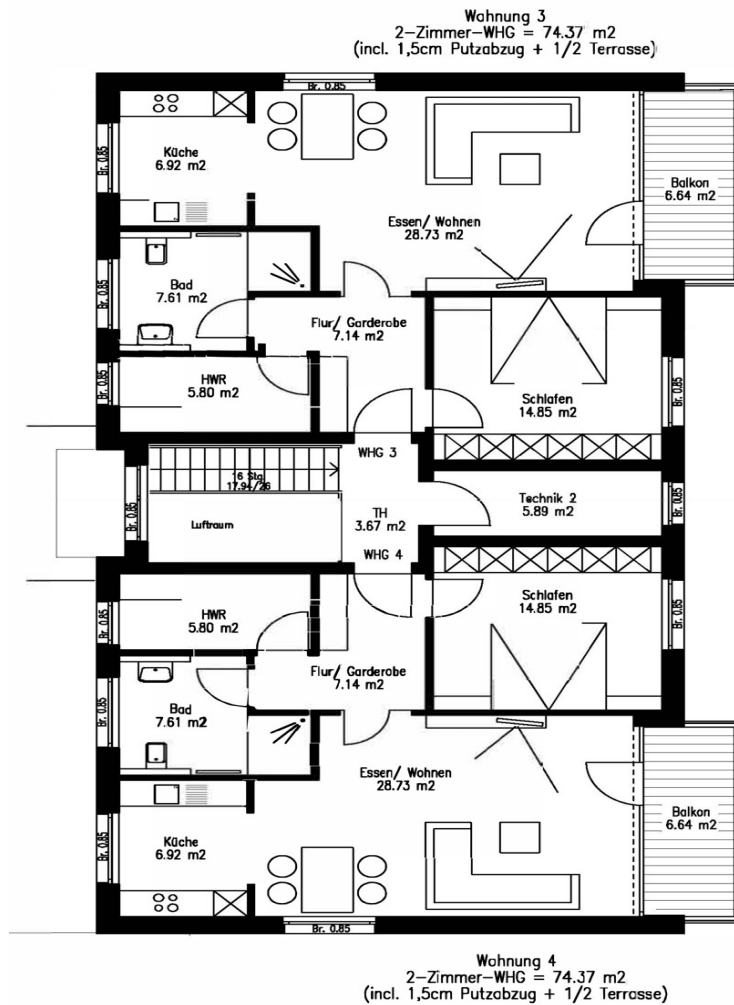 Wohnung 3
2-Zimmer-WHG = 74.37 m2
(incl. 1,5cm Putzabzug + 1/2 Terrasse)
Br. 0.85
Br. 0.85
Küche
6.92 m2
Essen/ Wohnen
28.73 m2
Balkon
6.64 m2
Br. 0.85
Bad
7.61 m2
Flur/ Garderobe
7.14 m2
Br. 0.85
HWR
5.80 m2
Schlafen
14.85 m2
Br. 0.85
WHG 3
16 Stg.
17.94/26
Br. 0.85
Luftraum
TH
3.67 m2
Technik 2
5.89 m2
Br. 0.85
WHG 4
Br. 0.85
HWR
5.80 m2
Schlafen
14.85 m2
Br. 0.85
Flur/ Garderobe
7.14 m2
Br. 0.85
Bad
7.61 m2
Essen/ Wohnen
28.73 m2
Balkon
6.64 m2
Br. 0.85
Küche
6.92 m2
Br. 0.85
Wohnung 4
2-Zimmer-WHG = 74.37 m2
(incl. 1,5cm Putzabzug + 1/2 Terrasse)